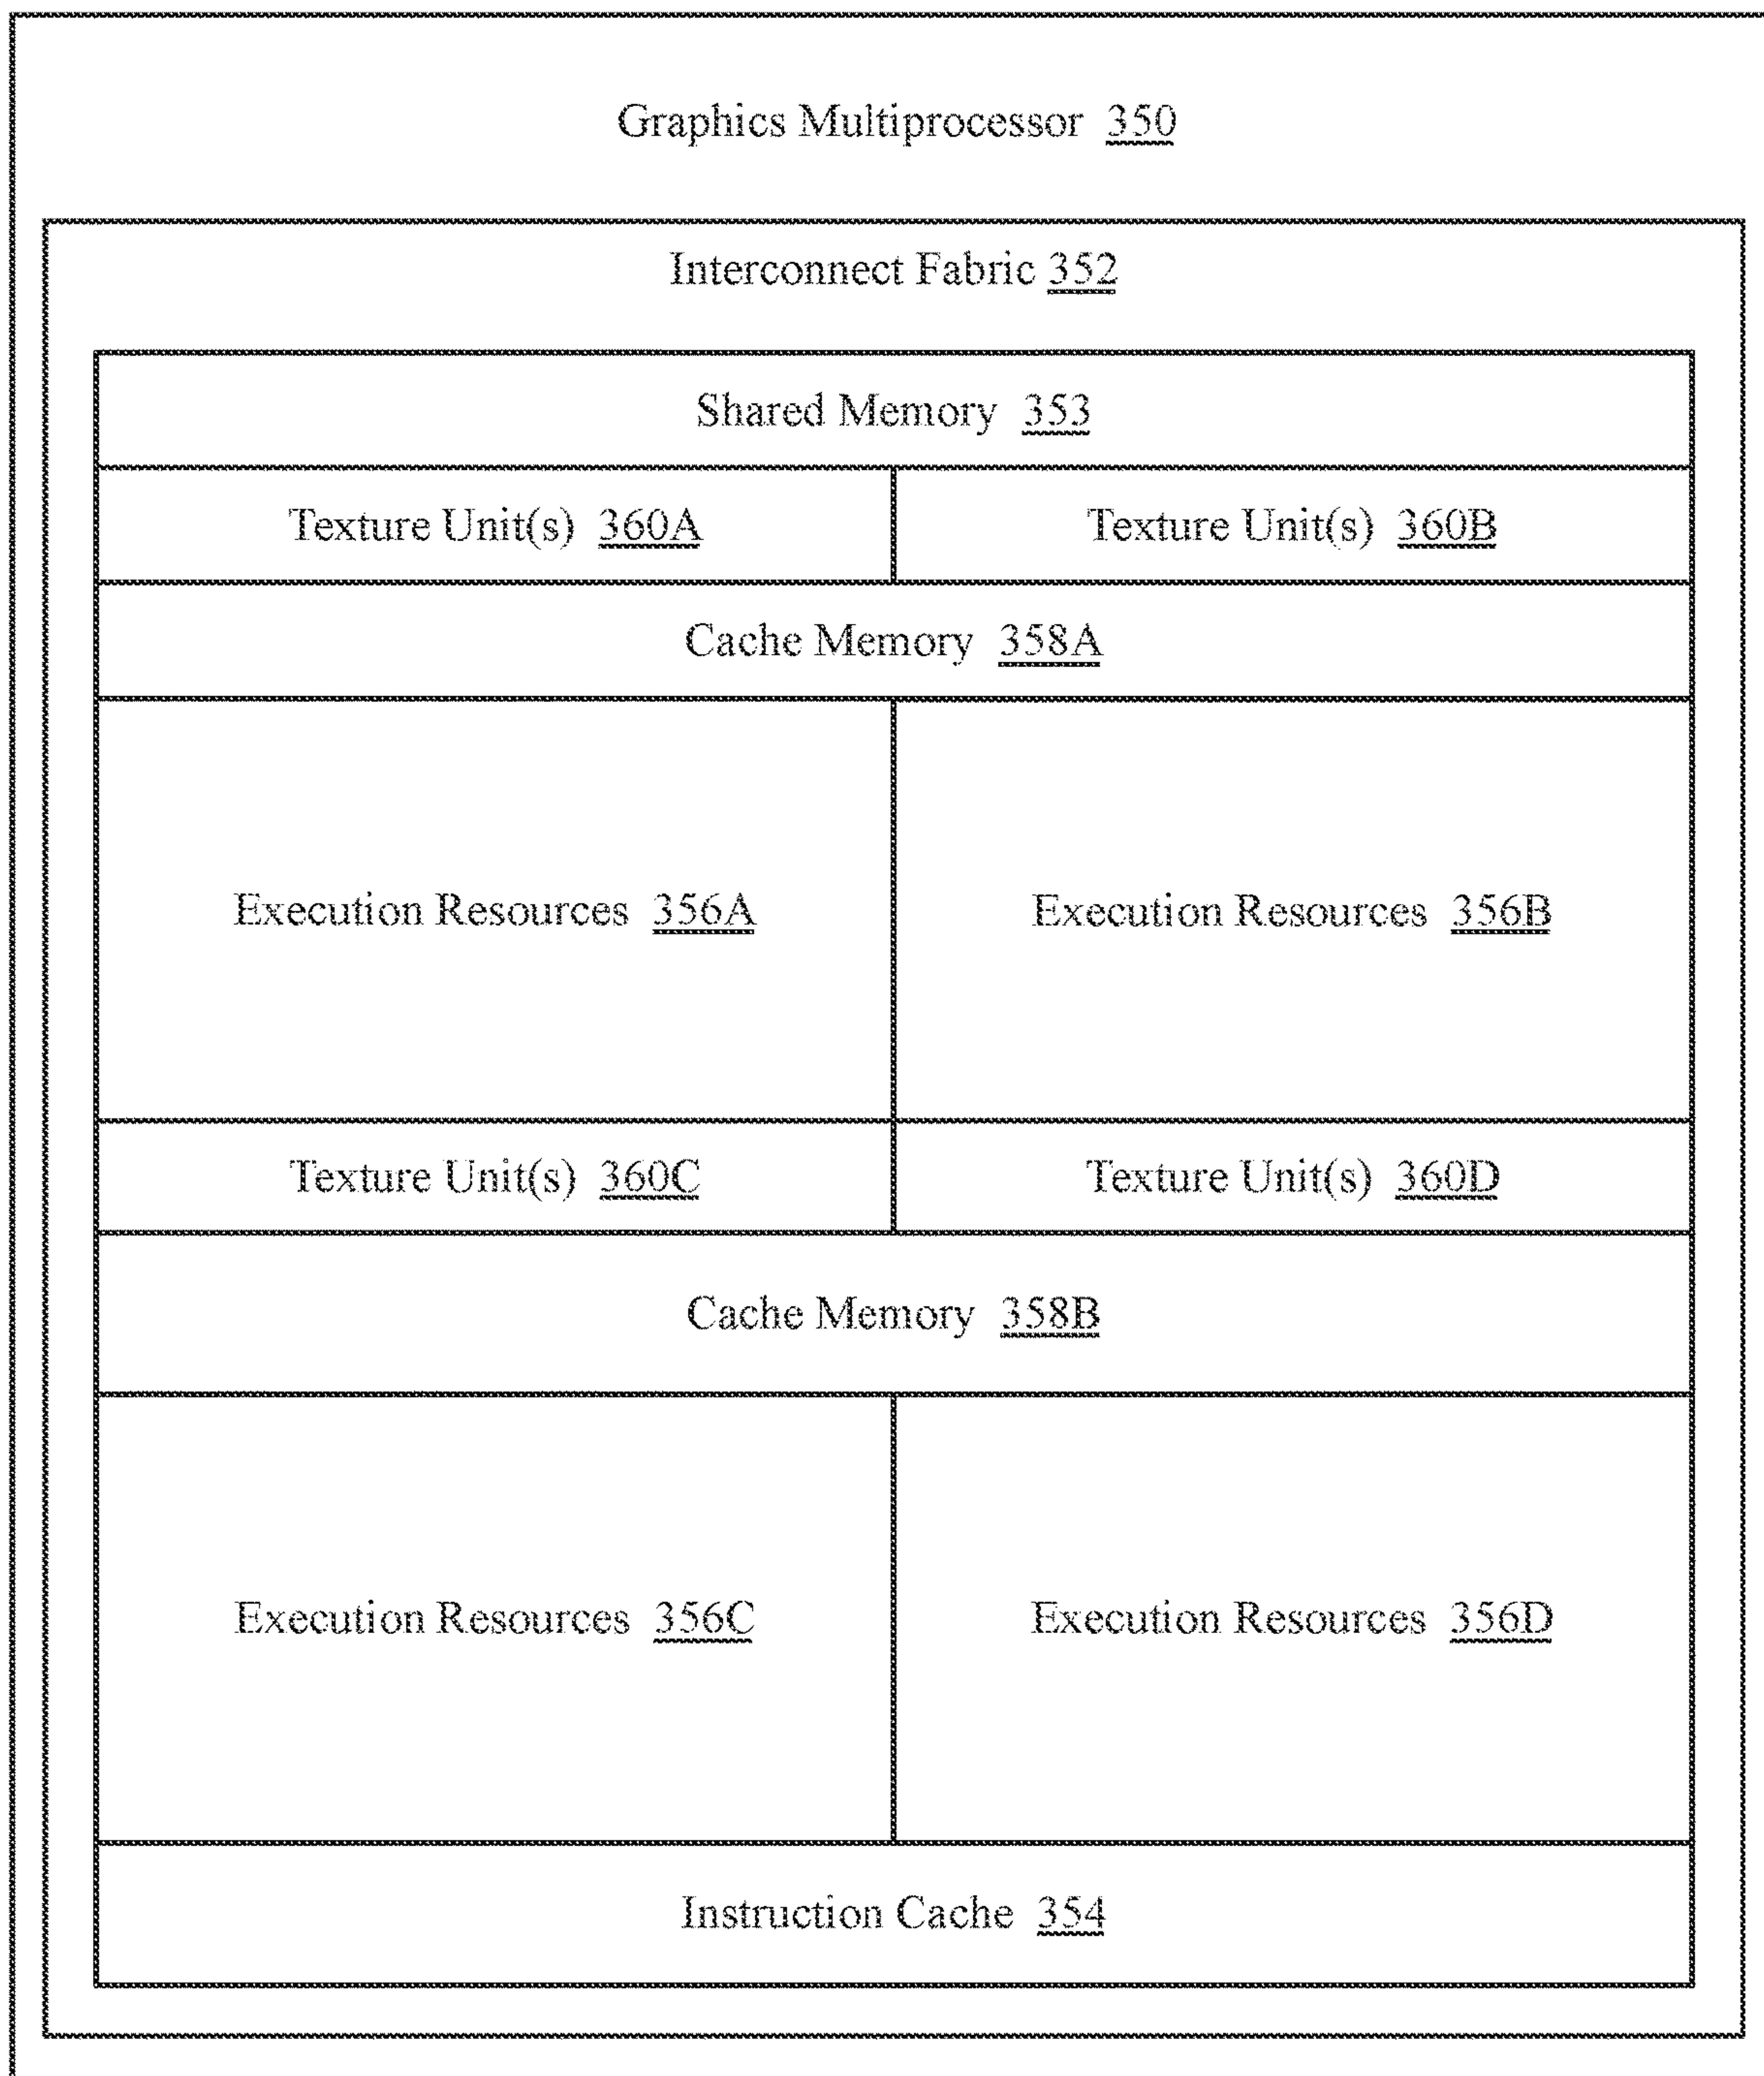 Graphics Multiprocessor 350
Interconnect Fabric 352
Shared Memory 353
Texture Unit(s) 360A
Texture Unit(s) 360B
Cache Memory 358A
Execution Resources 356A
Execution Resources 356B
Texture Unit(s) 360C
Texture Unit(s) 360D
Cache Memory 358B
Execution Resources 356C
Execution Resources 356D
Instruction Cache 354